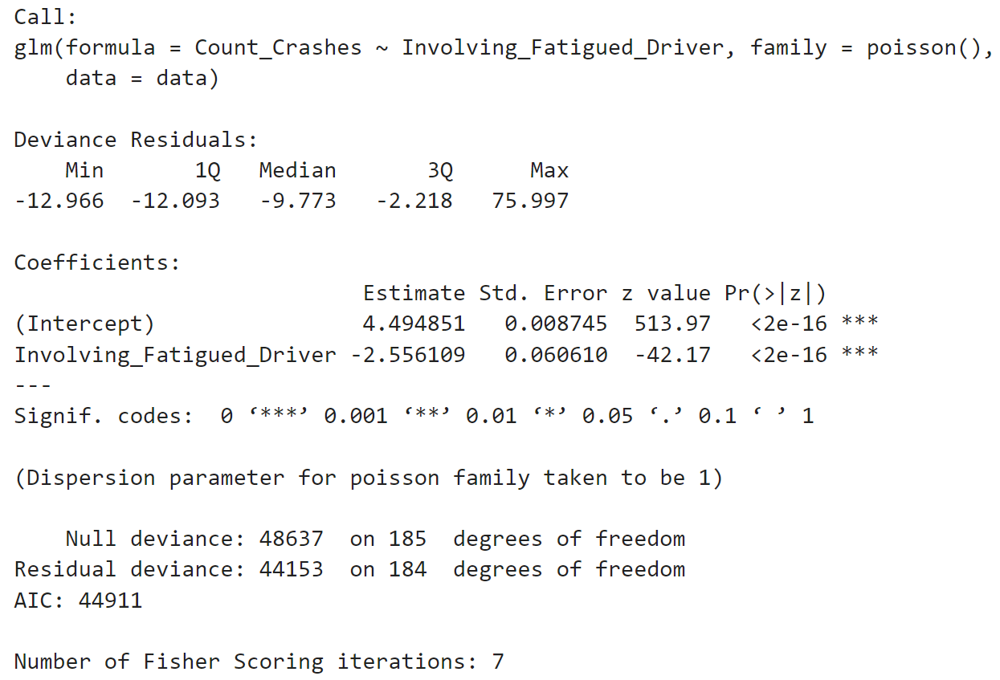 Call:
glm(formula = Count_Crashes ~ Involving_Fatigued_Driver, family = poisson(),
    data = data)

Deviance Residuals:
    Min       1Q   Median       3Q      Max
-12.966  -12.093   -9.773   -2.218   75.997

Coefficients:
                           Estimate Std. Error z value Pr(>|z|)
(Intercept)                4.494851   0.008745  513.97   <2e-16 ***
Involving_Fatigued_Driver -2.556109   0.060610  -42.17   <2e-16 ***
---
Signif. codes:  0 ‘***’ 0.001 ‘**’ 0.01 ‘*’ 0.05 ‘.’ 0.1 ‘ ’ 1

(Dispersion parameter for poisson family taken to be 1)

    Null deviance: 48637  on 185  degrees of freedom
Residual deviance: 44153  on 184  degrees of freedom
AIC: 44911

Number of Fisher Scoring iterations: 7